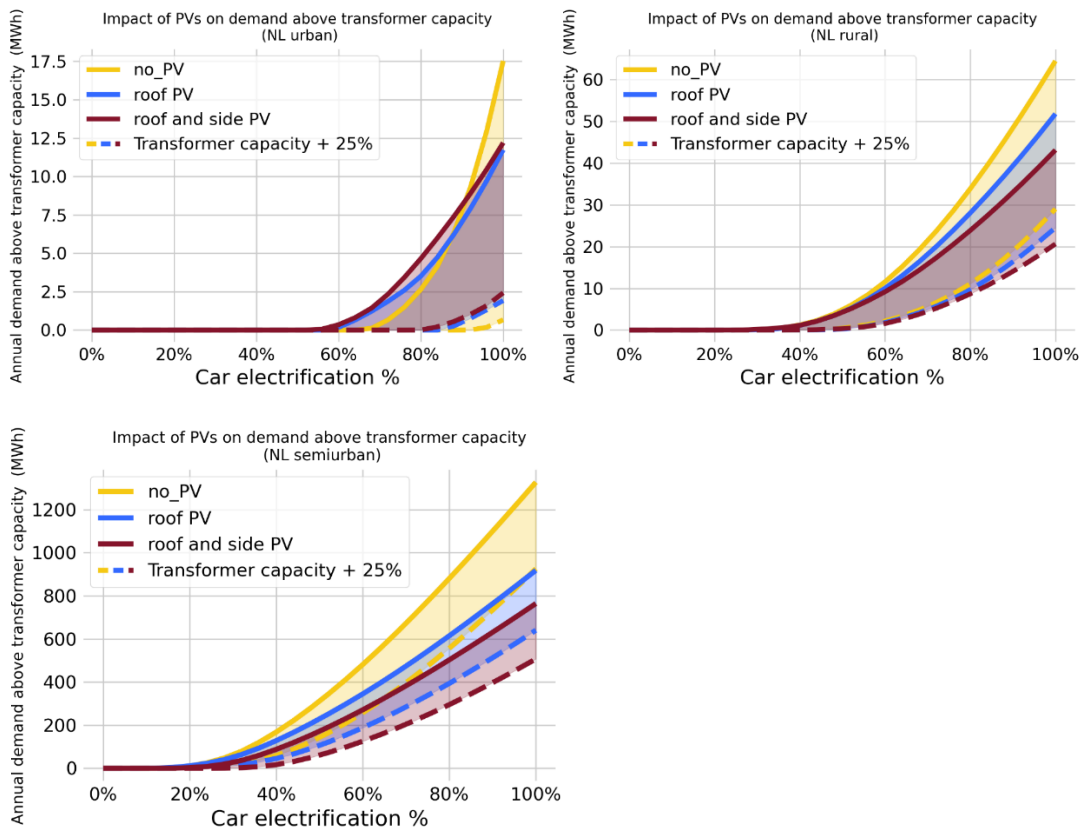 Impact of PVs on demand above transformer capacity
(NL urban)
Annual demand above transformer capacity (MWh)
17.5
15.0
12.5
10.0
7.5
5.0
2.5
0.0
no_PV
roof PV
roof and side PV
Transformer capacity + 25%
0% 20% 40% 60% 80% 100%
Car electrification %
Impact of PVs on demand above transformer capacity
(NL rural)
Annual demand above transformer capacity (MWh)
60
50
40
30
20
10
0
no_PV
roof PV
roof and side PV
Transformer capacity + 25%
0% 20% 40% 60% 80% 100%
Car electrification %
Impact of PVs on demand above transformer capacity
(NL semiurban)
Annual demand above transformer capacity (MWh)
1200
1000
800
600
400
200
0
no_PV
roof PV
roof and side PV
Transformer capacity + 25%
0% 20% 40% 60% 80% 100%
Car electrification %